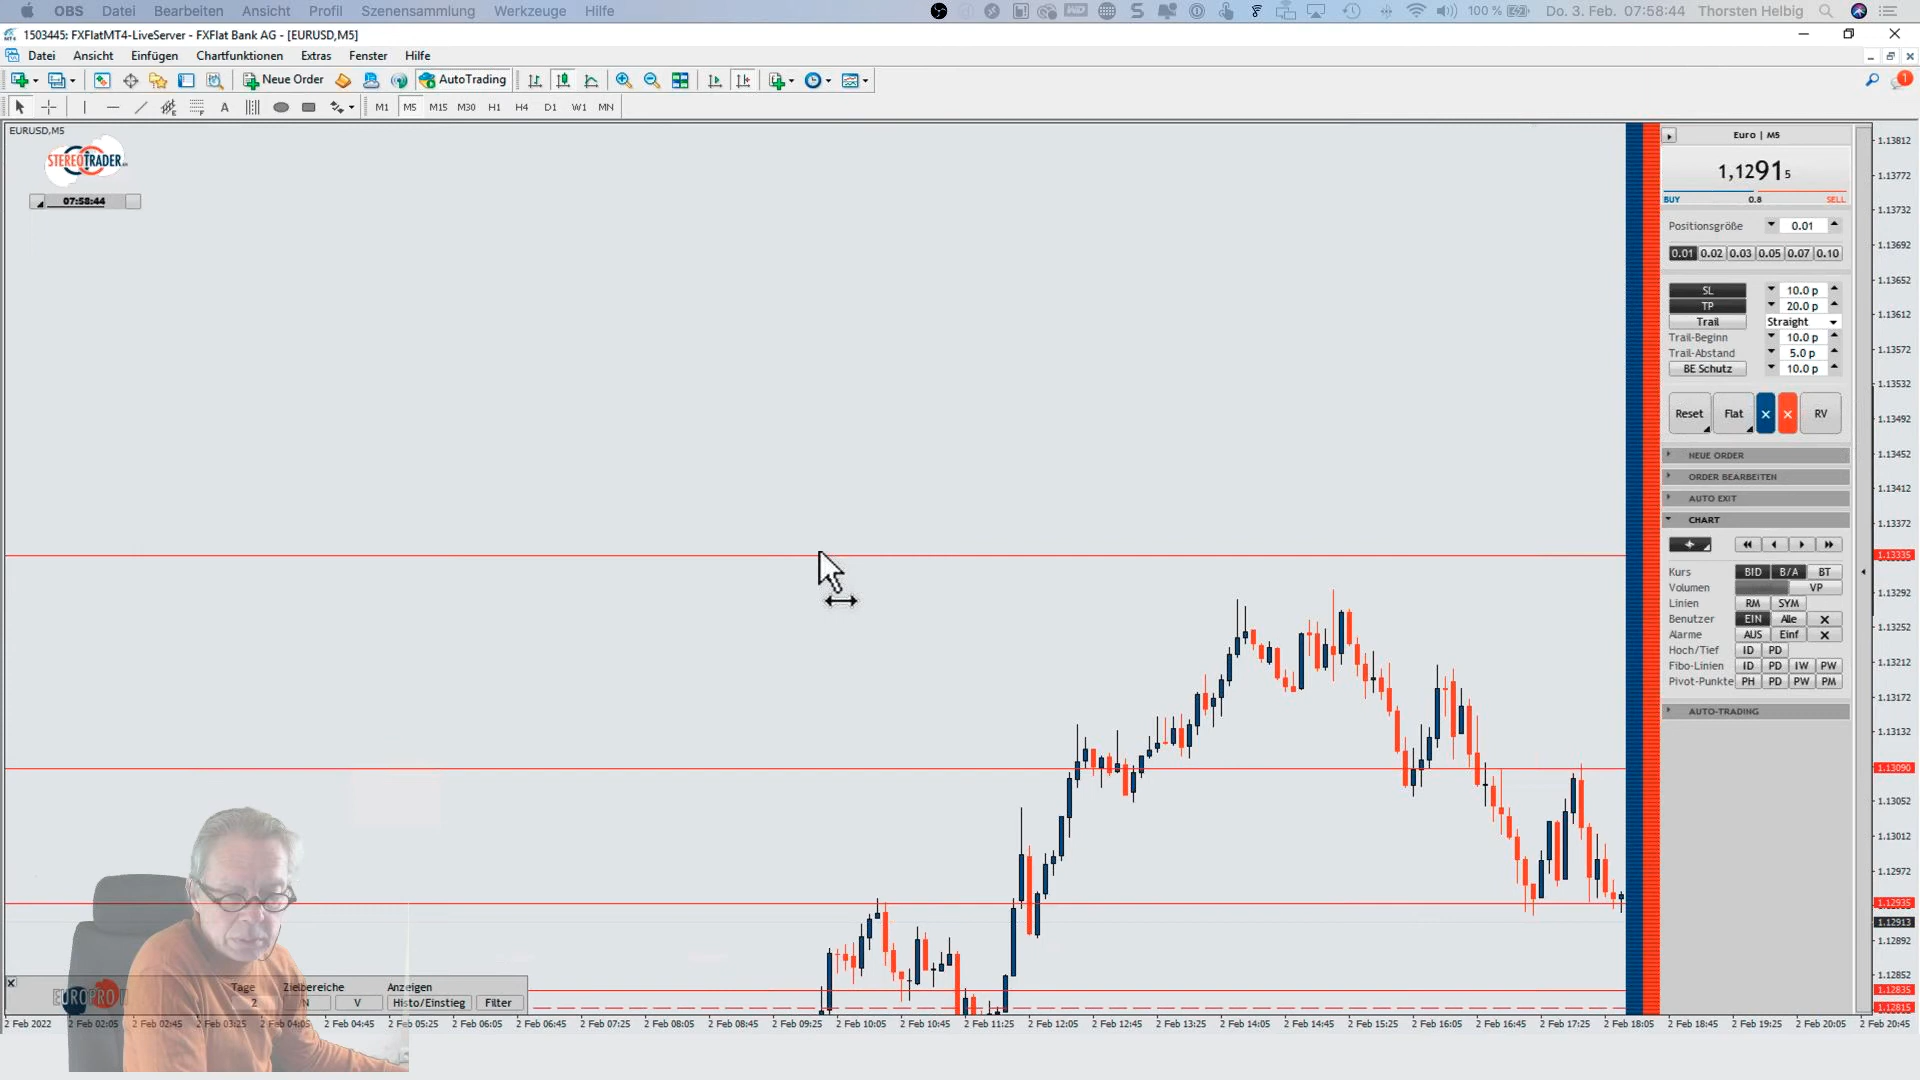 OBS Datei Bearbeiten Ansicht Profil Szenensammlung Werkzeuge Hilfe 100 % Do. 3. Feb. 07:58:44 Thorsten Helbig
1503445: FXFlatMT4-LiveServer - FXFlat Bank AG - [EURUSD,M5]
Datei Ansicht Einfügen Chartfunktionen Extras Fenster Hilfe
Neue Order AutoTrading 1
A M1 M5 M15 M30 H1 H4 D1 W1 MN
EURUSD,M5
STEREOTRADER
07:58:44
Euro | M5
1,12915
BUY 0.8 SELL
Positionsgröße 0.01
0.01 0.02 0.03 0.05 0.07 0.10
SL 10.0 p
TP 20.0 p
Trail Straight
Trail-Beginn 10.0 p
Trail-Abstand 5.0 p
BE Schutz 10.0 p
Reset Flat × × RV
NEUE ORDER
ORDER BEARBEITEN
AUTO EXIT
CHART
Kurs BID B/A BT
Volumen VP
Linien RM SYM
Benutzer EIN Alle X
Alarme AUS Einf X
Hoch/Tief ID PD
Fibo-Linien ID PD IW PW
Pivot-Punkte PH PD PW PM
AUTO-TRADING
1.13812
1.13772
1.13732
1.13692
1.13652
1.13612
1.13572
1.13532
1.13492
1.13452
1.13412
1.13372
1.13335
1.13292
1.13252
1.13212
1.13172
1.13132
1.13090
1.13052
1.13012
1.12972
1.12935
1.12913
1.12892
1.12852
1.12835
1.12815
EUROPRO
Tage Zielbereiche Anzeigen
2 N V Histo/Einstieg Filter
2 Feb 2022 2 Feb 02:05 2 Feb 02:45 2 Feb 03:25 2 Feb 04:05 2 Feb 04:45 2 Feb 05:25 2 Feb 06:05 2 Feb 06:45 2 Feb 07:25 2 Feb 08:05 2 Feb 08:45 2 Feb 09:25 2 Feb 10:05 2 Feb 10:45 2 Feb 11:25 2 Feb 12:05 2 Feb 12:45 2 Feb 13:25 2 Feb 14:05 2 Feb 14:45 2 Feb 15:25 2 Feb 16:05 2 Feb 16:45 2 Feb 17:25 2 Feb 18:05 2 Feb 18:45 2 Feb 19:25 2 Feb 20:05 2 Feb 20:45